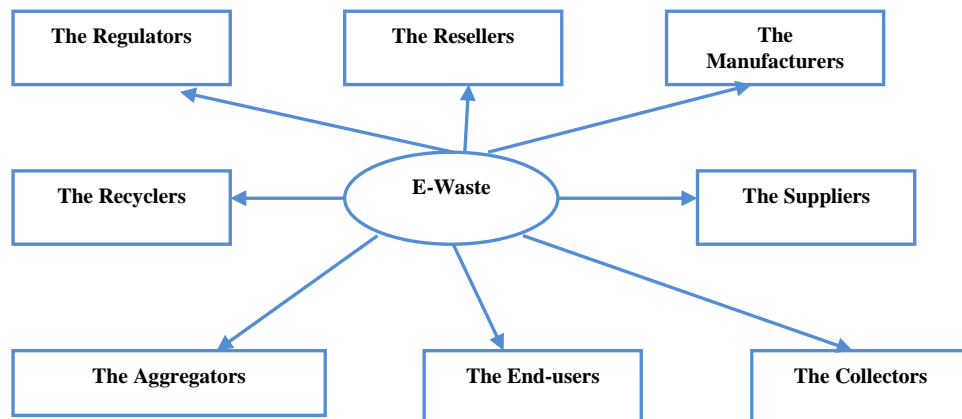 The Regulators
The Resellers
The
Manufacturers
The Recyclers
E-Waste
The Suppliers
The Aggregators
The End-users
The Collectors